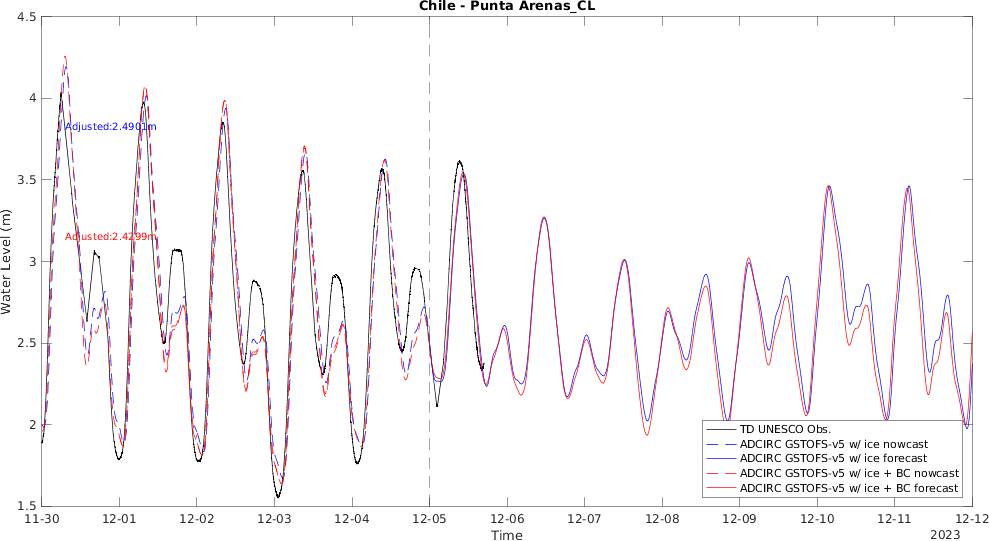 Chile - Punta Arenas_CL
4.5
4
3.5
3
2.5
2
1.5
Water Level (m)
Adjusted:2.4901m
Adjusted:2.4299m
TD UNESCO Obs.
ADCIRC GSTOFS-v5 w/ ice nowcast
ADCIRC GSTOFS-v5 w/ ice forecast
ADCIRC GSTOFS-v5 w/ ice + BC nowcast
ADCIRC GSTOFS-v5 w/ ice + BC forecast
11-30 12-01 12-02 12-03 12-04 12-05 12-06 12-07 12-08 12-09 12-10 12-11 12-12
Time
2023